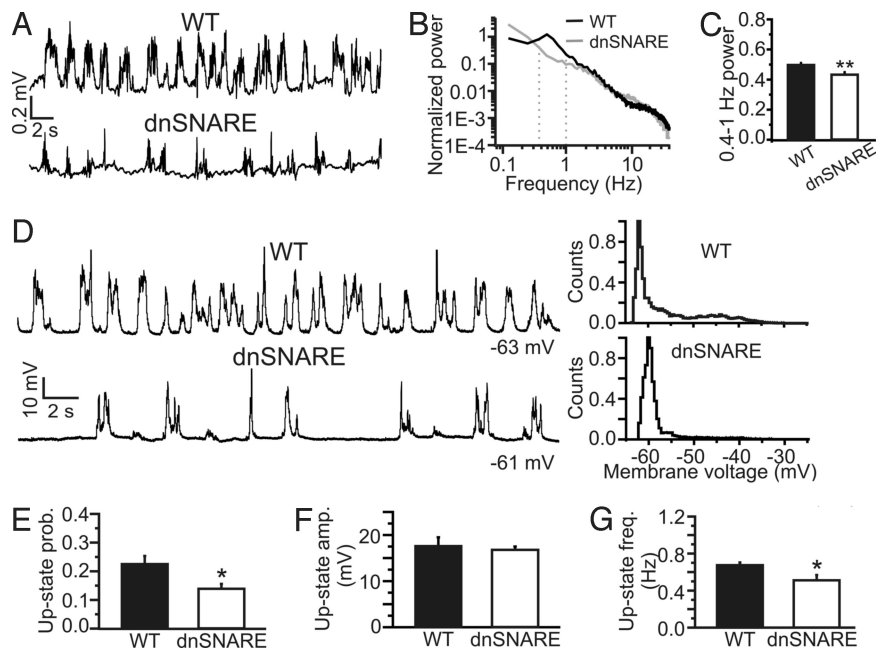 A
WT
0.2 mV
2 s
dnSNARE
B
Normalized power
1
0.1
0.01
1E-3
1E-4
WT
dnSNARE
0.1 1 10
Frequency (Hz)
C
0.4-1 Hz power
0.8
0.6
0.4
0.2
0.0
**
WT
dnSNARE
D
WT
-63 mV
dnSNARE
10 mV
2 s
-61 mV
Counts
0.8
0.4
0.0
WT
Counts
0.8
0.4
0.0
dnSNARE
-60 -50 -40 -30
Membrane voltage (mV)
E
Up-state prob.
0.4
0.3
0.2
0.1
0.0
*
WT dnSNARE
F
Up-state amp.
(mV)
20
10
0
WT dnSNARE
G
Up-state freq.
(Hz)
1.2
0.8
0.4
0.0
*
WT dnSNARE